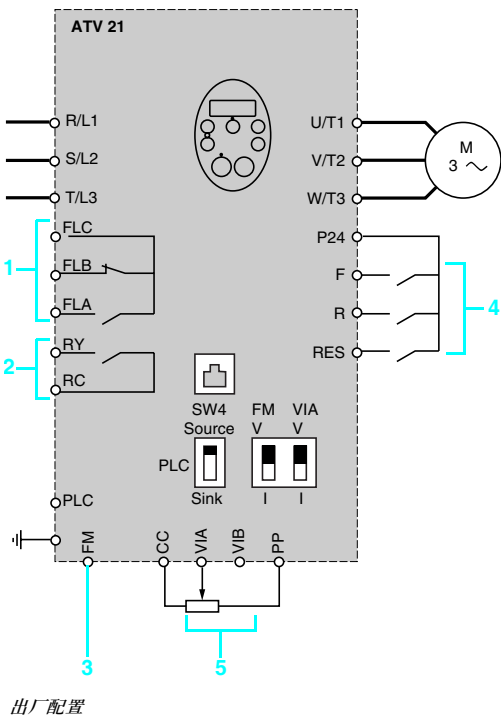 ATV 21
R/L1
S/L2
T/L3
U/T1
V/T2
W/T3
M
3 ~
FLC
FLB
FLA
1
RY
RC
2
P24
F
R
RES
4
SW4
Source
PLC
Sink
FM VIA
V V
I I
PLC
FM
CC
VIA
VIB
PP
3
5
出厂配置